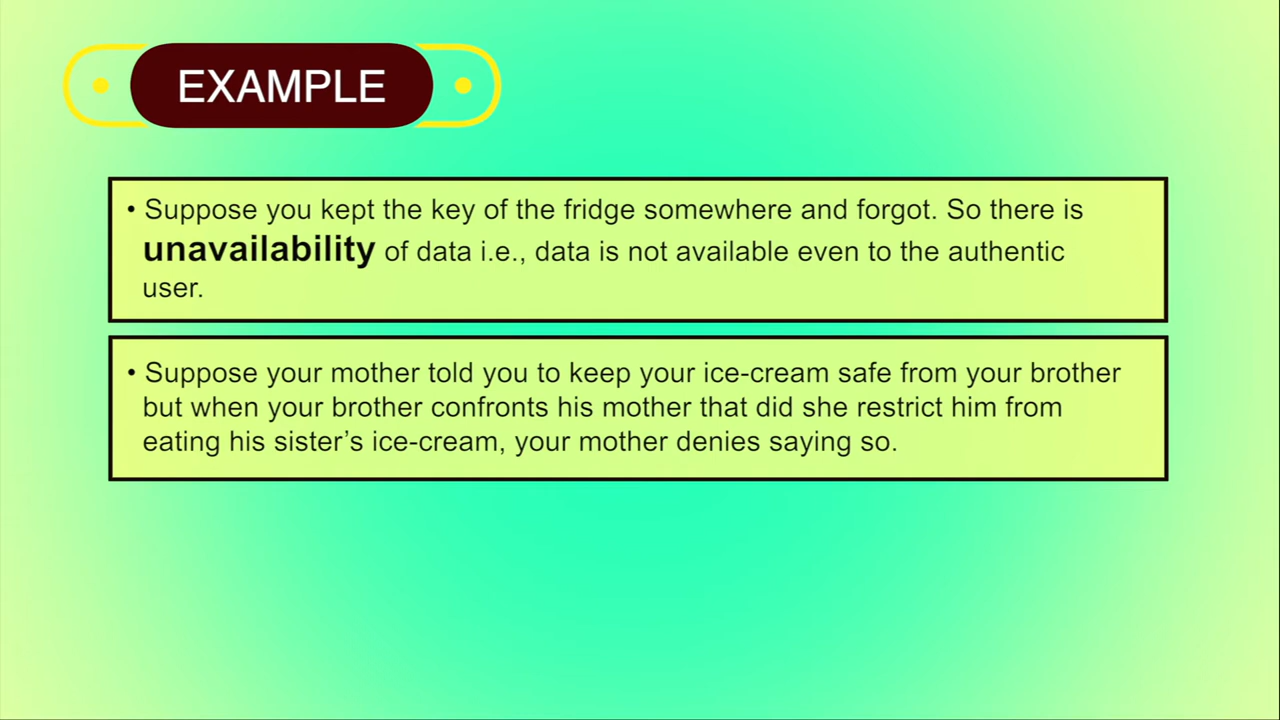 EXAMPLE
• Suppose you kept the key of the fridge somewhere and forgot. So there is
unavailability of data i.e., data is not available even to the authentic
user.
• Suppose your mother told you to keep your ice-cream safe from your brother
but when your brother confronts his mother that did she restrict him from
eating his sister’s ice-cream, your mother denies saying so.